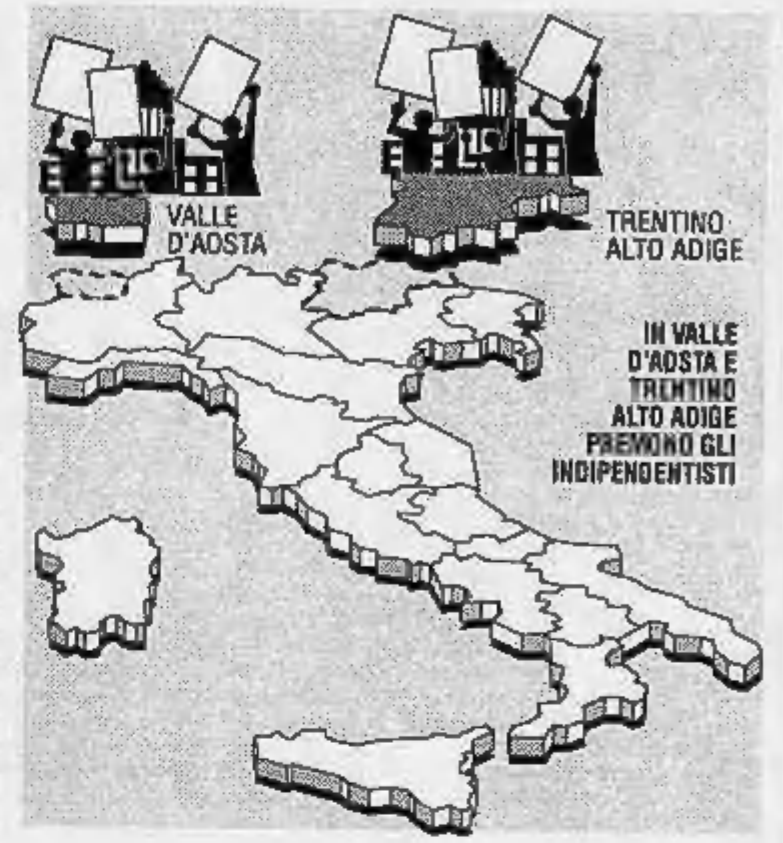 VALLE
D'AOSTA
TRENTINO
ALTO ADIGE
IN VALLE
D'AOSTA E
TRENTINO
ALTO ADIGE
PREMONO GLI
INDIPENDENTISTI